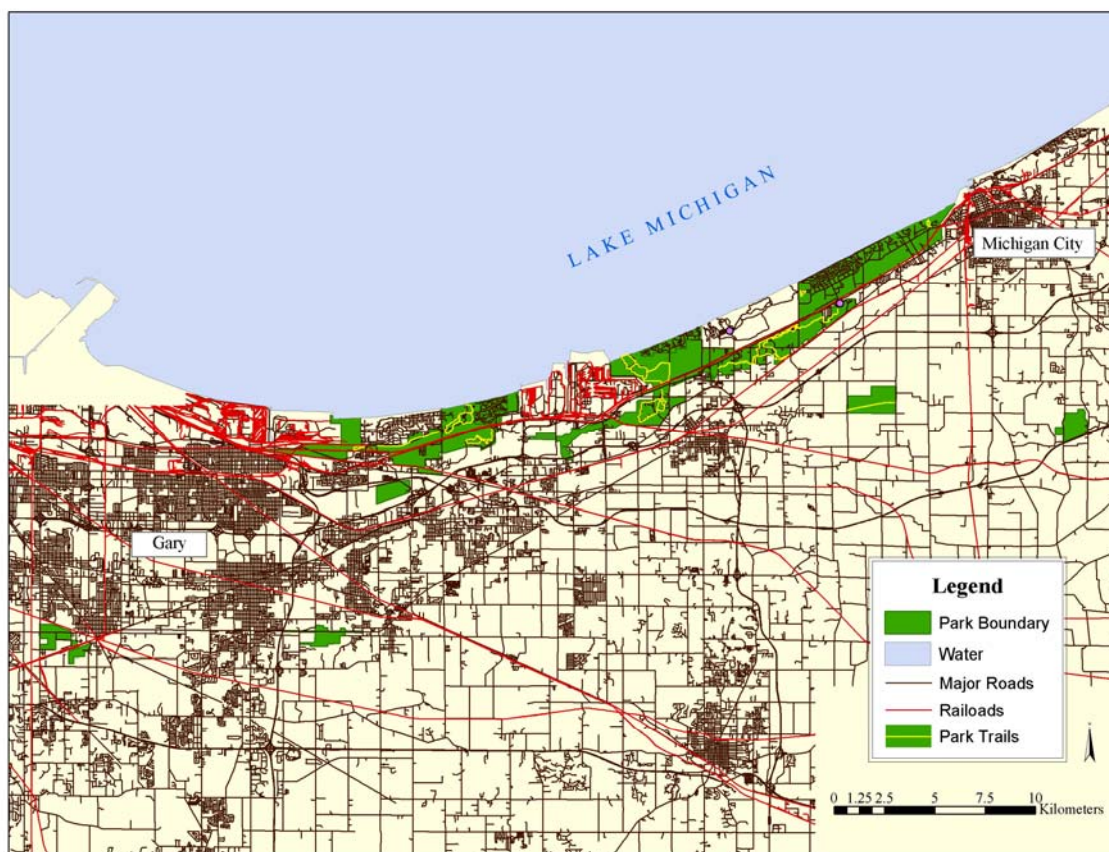 LAKE MICHIGAN
Michigan City
Gary
Legend
Park Boundary
Water
Major Roads
Railoads
Park Trails
0 1.25 2.5 5 7.5 10
Kilometers